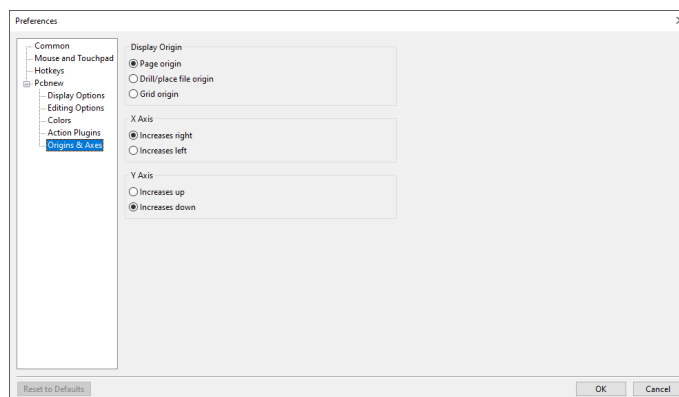 Preferences
Common
Mouse and Touchpad
Hotkeys
Pcbnew
Display Options
Editing Options
Colors
Action Plugins
Origins & Axes
Display Origin
Page origin
Drill/place file origin
Grid origin
X Axis
Increases right
Increases left
Y Axis
Increases up
Increases down
Reset to Defaults
OK
Cancel